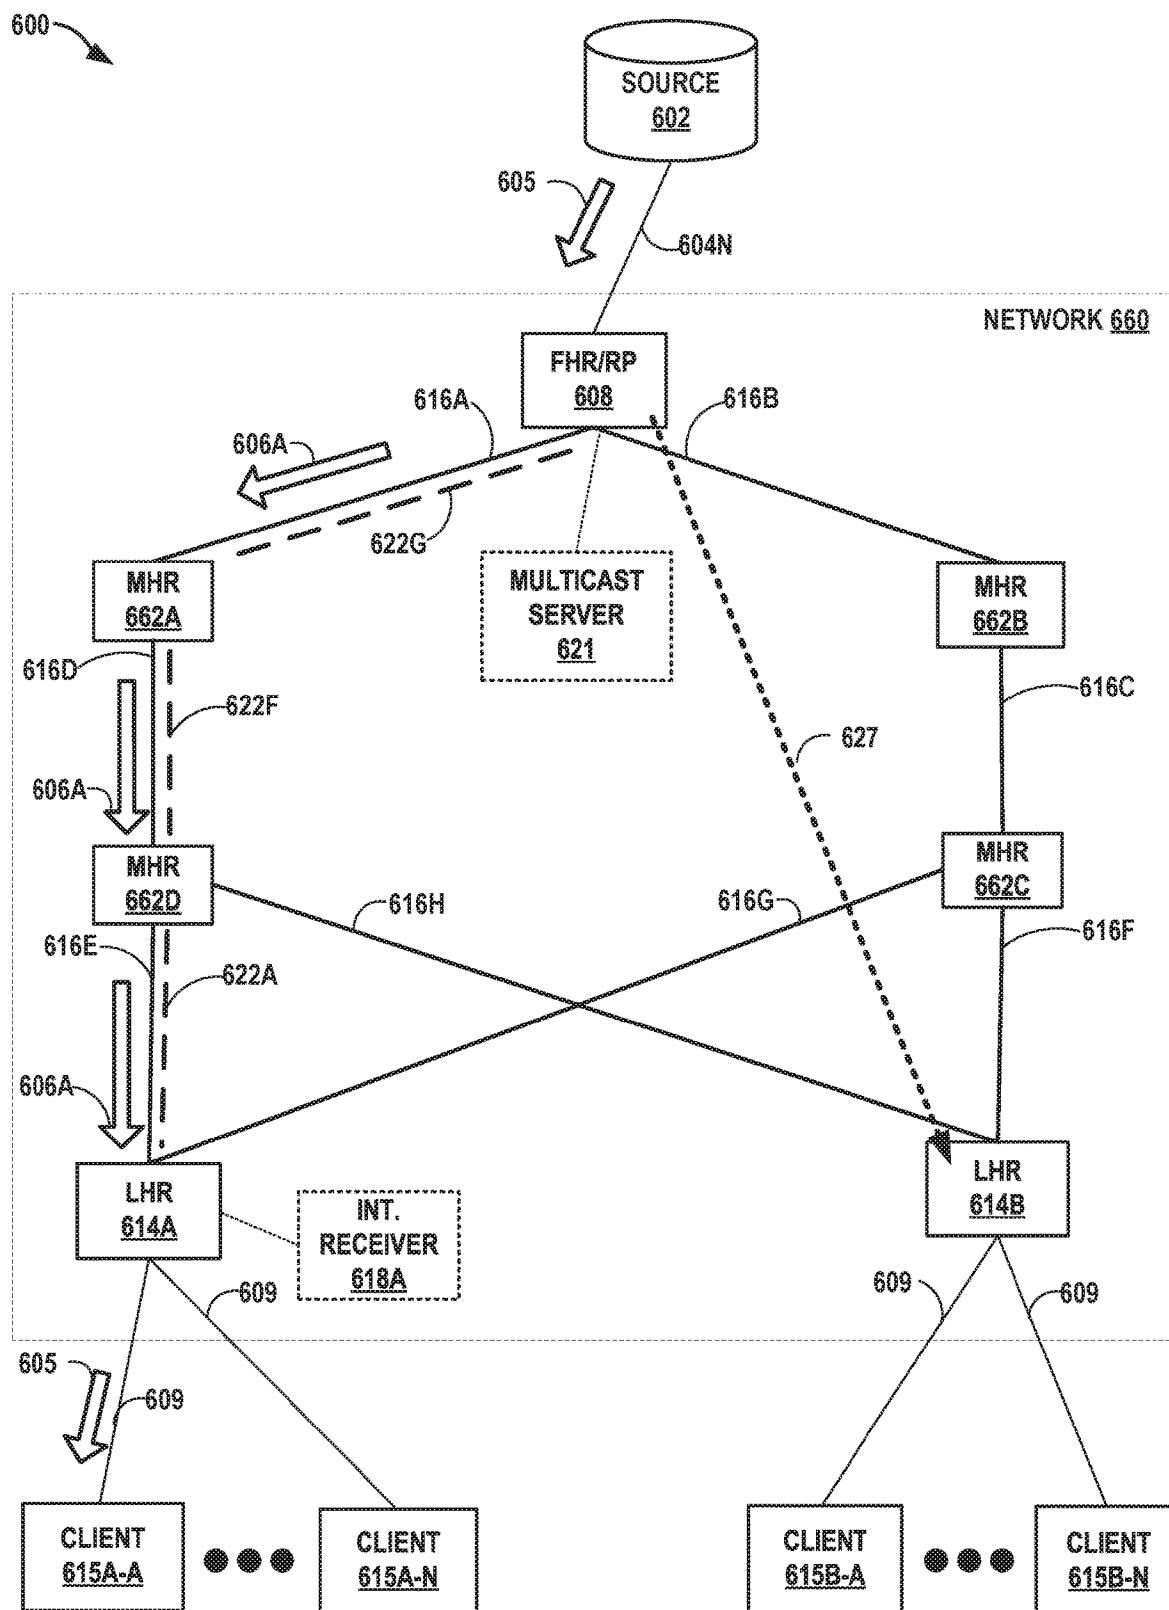 600
SOURCE
602
605
604N
NETWORK 660
FHR/RP
608
616A
616B
606A
622G
MULTICAST
SERVER
621
MHR
662A
MHR
662B
616D
622F
616C
627
606A
MHR
662D
MHR
662C
616H
616G
616E
622A
616F
606A
LHR
614A
INT.
RECEIVER
618A
LHR
614B
609
609
609
605
609
CLIENT
615A-A
CLIENT
615A-N
CLIENT
615B-A
CLIENT
615B-N